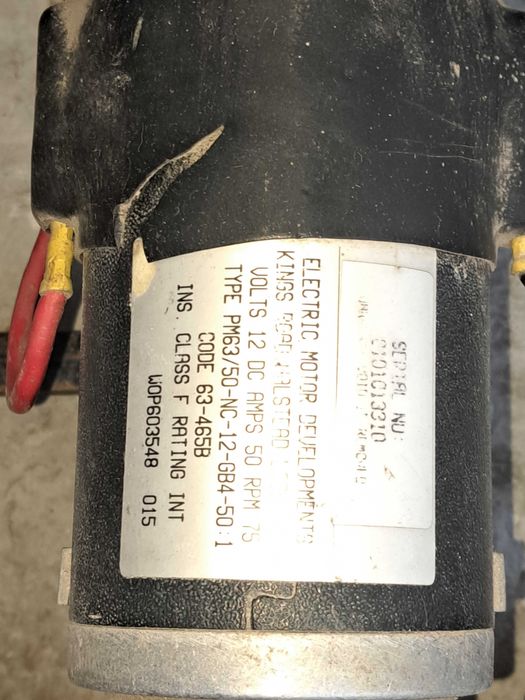 SERIAL NO:
C101013310
ELECTRIC MOTOR DEVELOPMENTS
KINGS ROAD HALSTEAD
VOLTS 12 DC AMPS 50 RPM 75
TYPE PM63/50-NC-12-GB4-50:1
CODE 63-465B
INS. CLASS F RATING INT
WOP603548 015